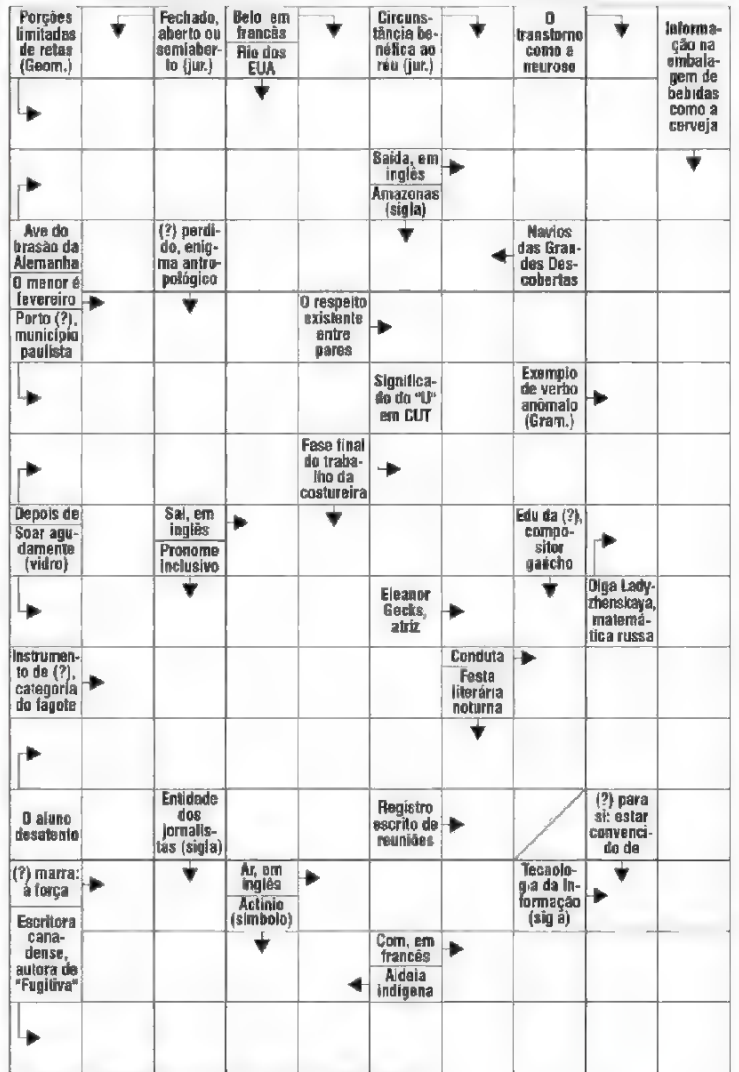 Porções
limitadas
de retas
(Geom.)
Fechado,
aberto ou
semiaber-
to (jur.)
Belo em
francês
Rio dos
EUA
Circuns-
tância be-
néfica ao
réu (jur.)
O
transtorno
como a
neurose
Informa-
ção na
embala-
gem de
bebidas
como a
cerveja
Saída, em
inglês
Amazonas
(sigla)
Ave do
brasão da
Alemanha
O menor é
fevereiro
Porto (?),
município
paulista
(?) perdi-
do, enig-
ma antro-
pológico
Navios
das Gran-
des Des-
cobertas
O respeito
existente
entre
pares
Significa-
do do "U"
em CUT
Exemplo
de verbo
anômalo
(Gram.)
Fase final
do traba-
lho da
costureira
Depois de
Soar agu-
damente
(vidro)
Sal, em
inglês
Pronome
inclusivo
Edu da (?),
compo-
sitor
gaúcho
Olga Lady-
zhenskaya,
matemá-
tica russa
Eleanor
Gecks,
atriz
Instrumen-
to de (?),
categoria
do fagote
Conduta
Festa
literária
noturna
O aluno
desatento
Entidade
dos
jornalis-
tas (sigla)
Registro
escrito de
reuniões
(?) para
si: estar
convenci-
do de
(?) marra:
à força
Escritora
cana-
dense,
autora de
"Fugitiva"
Ar, em
inglês
Actínio
(símbolo)
Tecnolo-
gia da In-
formação
(sigla)
Com, em
francês
Aldeia
indígena